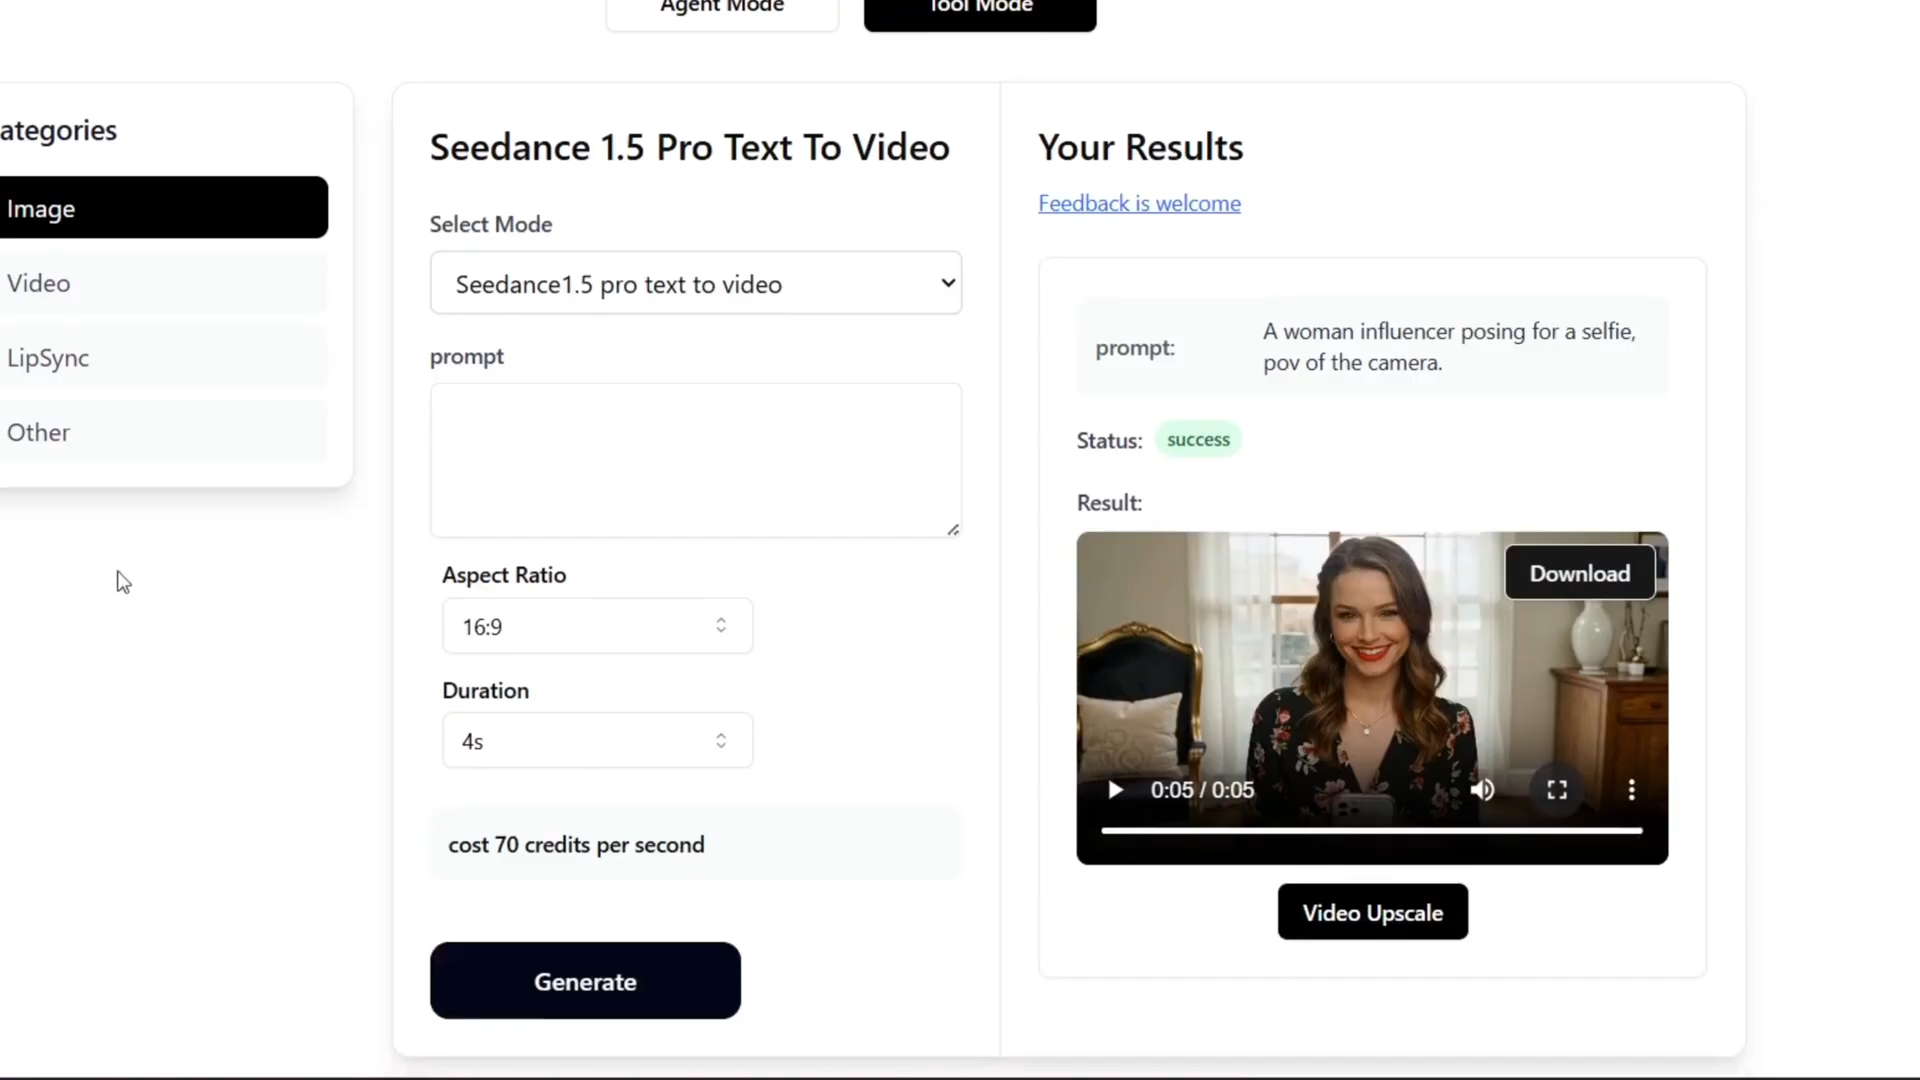 Agent Mode
Tool Mode
ategories
Image
Video
LipSync
Other
Seedance 1.5 Pro Text To Video
Select Mode
Seedance1.5 pro text to video
prompt
Aspect Ratio
16:9
Duration
4s
cost 70 credits per second
Generate
Your Results
Feedback is welcome
prompt:
A woman influencer posing for a selfie,
pov of the camera.
Status: success
Result:
Download
0:05 / 0:05
Video Upscale